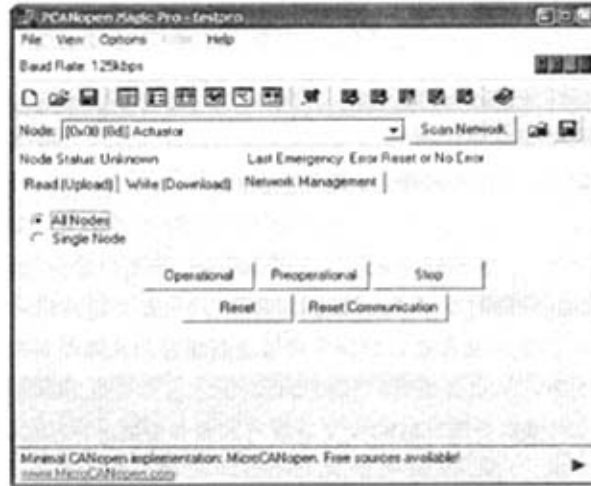 PCANopen Magic Pro - testpro
File View Options Help
Baud Rate: 125kbps
Node: [0x08 (8d)] Actuator Scan Network
Node Status: Unknown Last Emergency: Error Reset or No Error
Read (Upload) Write (Download) Network Management
All Nodes
Single Node
Operational Preoperational Stop
Reset Reset Communication
Minimal CANopen implementation: MicroCANopen. Free sources available!
www.MicroCANopen.com